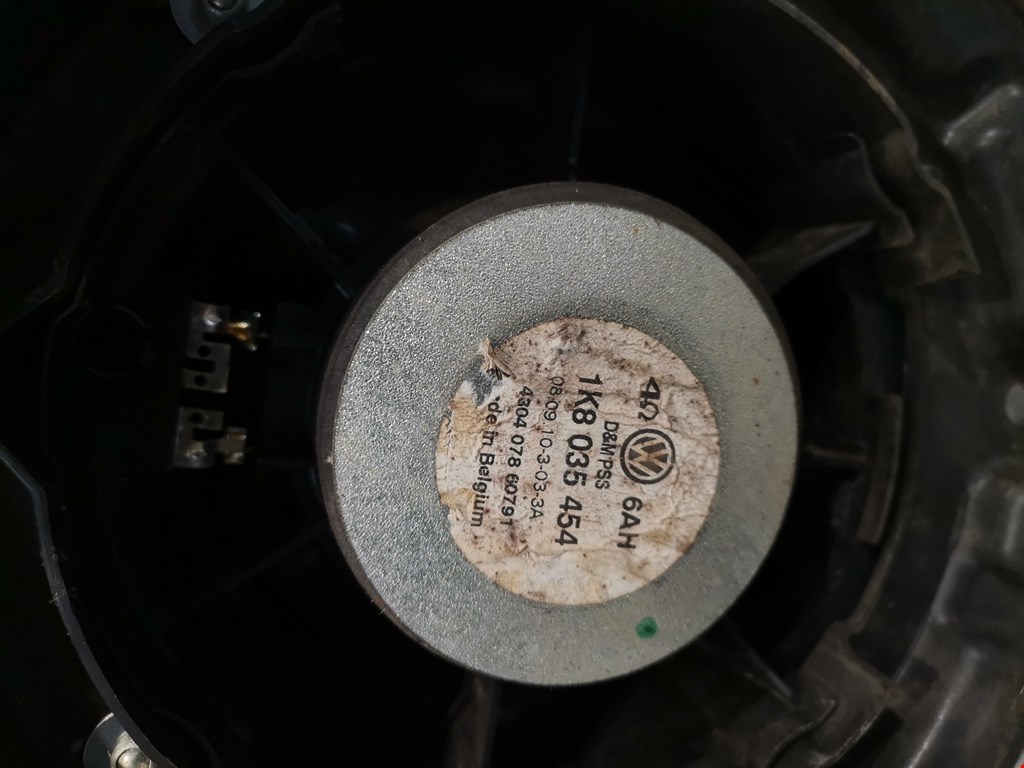 4Ω 6AH
D&M PSS
1K8 035 454
08-09 10-3-03-3A
4304 078 60791
de in Belgium